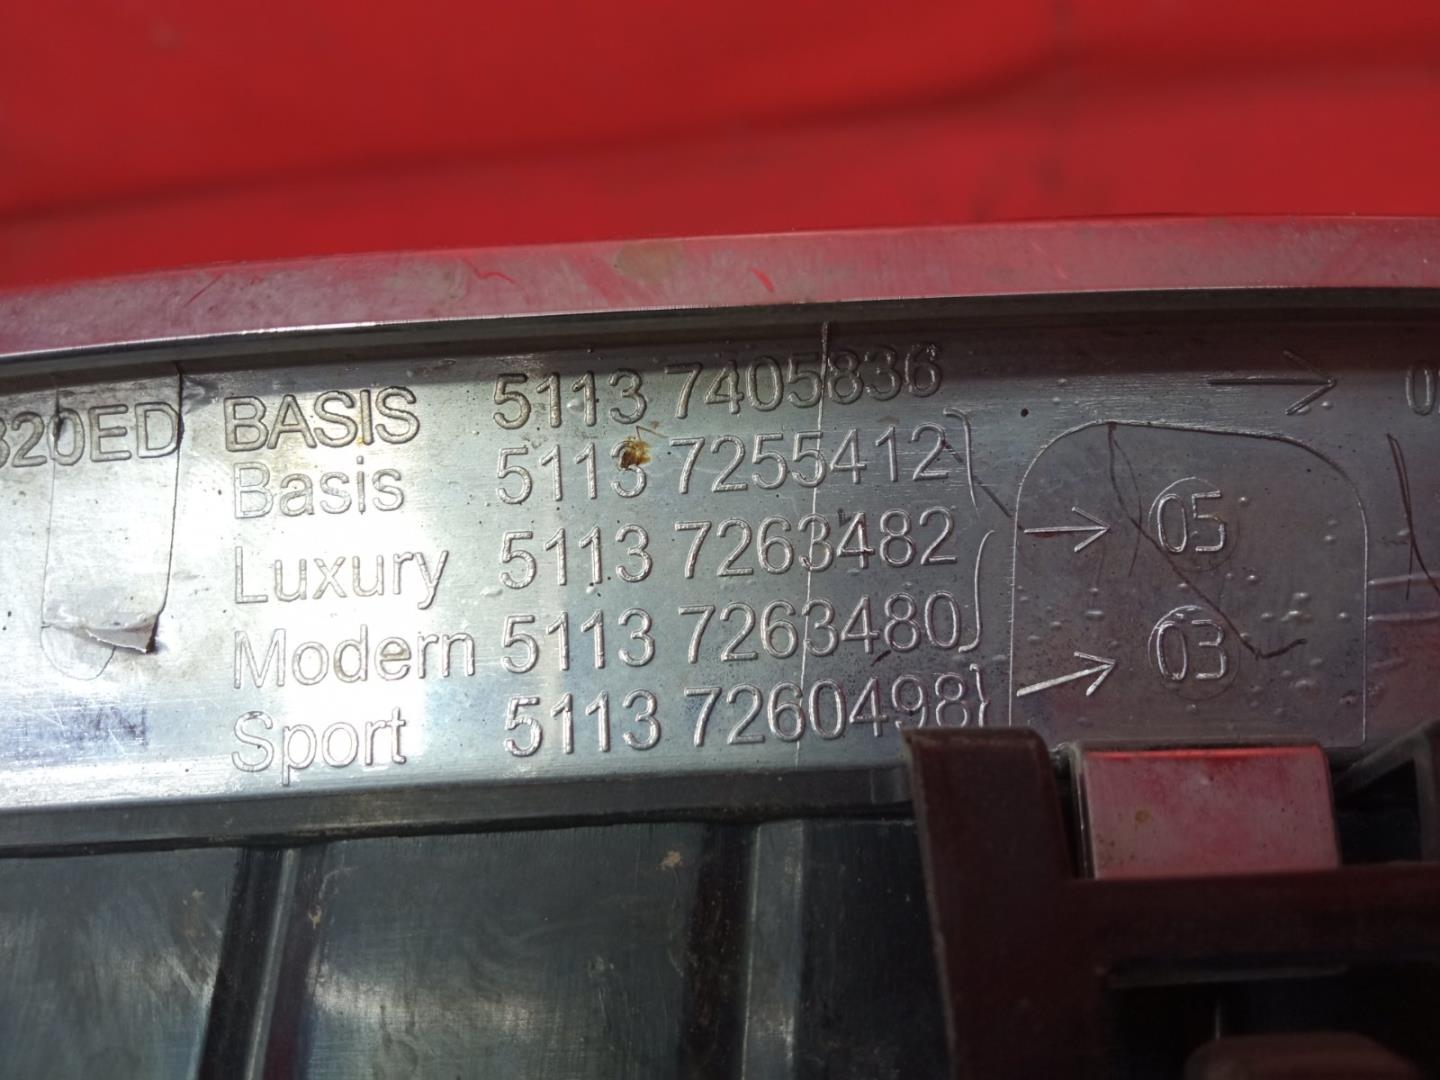 320ED BASIS 5113 7405836
Basis 5113 7255412
Luxury 5113 7263482 05
Modern 5113 7263480 03
Sport 5113 7260498